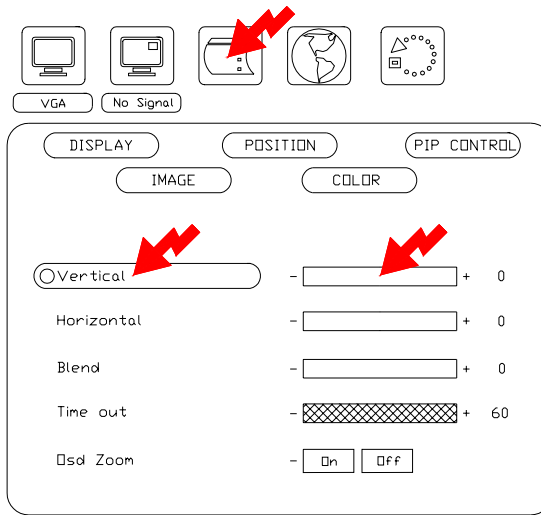 VGA No Signal
DISPLAY POSITION PIP CONTROL
IMAGE COLOR
Vertical - + 0
Horizontal - + 0
Blend - + 0
Time out - + 60
Osd Zoom - On Off